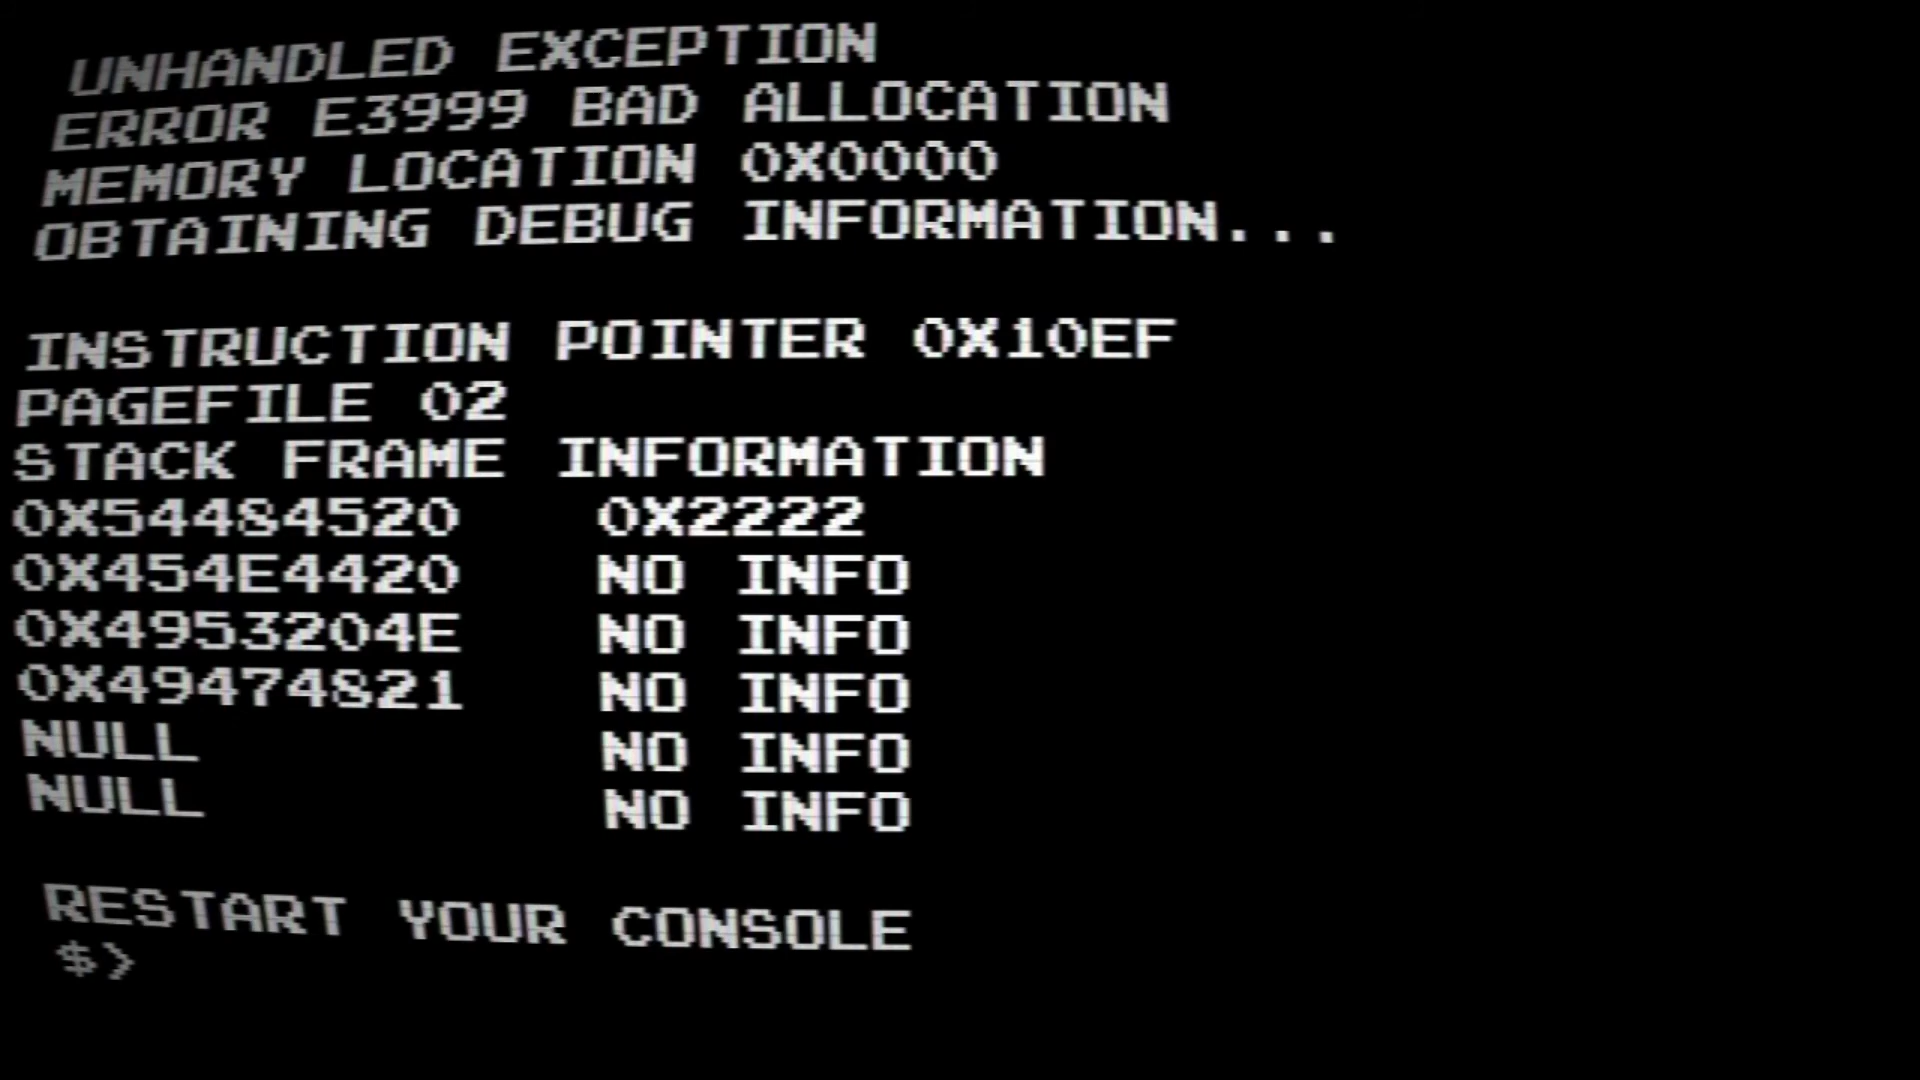 UNHANDLED EXCEPTION
ERROR E3999 BAD ALLOCATION
MEMORY LOCATION 0X0000
OBTAINING DEBUG INFORMATION...
INSTRUCTION POINTER 0X10EF
PAGEFILE 02
STACK FRAME INFORMATION
0X54484520 0X2222
0X454E4420 NO INFO
0X4953204E NO INFO
0X49474821 NO INFO
NULL NO INFO
NULL NO INFO
RESTART YOUR CONSOLE
$>